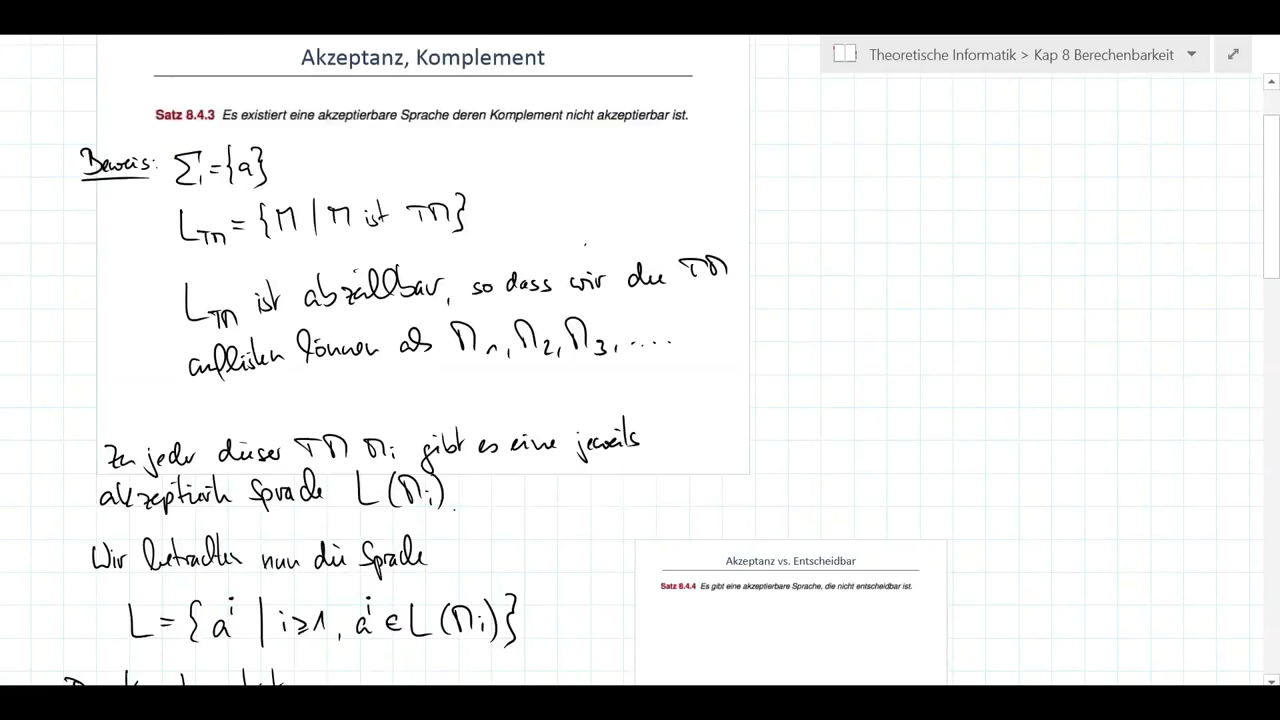 Akzeptanz, Komplement
Theoretische Informatik > Kap 8 Berechenbarkeit
Satz 8.4.3 Es existiert eine akzeptierbare Sprache deren Komplement nicht akzeptierbar ist.
Beweis: Σ₁={a}
L_TM = {M | M ist TM}
L_TM ist abzählbar, so dass wir die TM
auflisten können als M₁, M₂, M₃, ....
Zu jeder dieser TM Mᵢ gibt es eine jeweils
akzeptierte Sprache L(Mᵢ).
Wir betrachten nun die Sprache
L = {aⁱ | i≥1, aⁱ ∈ L(Mᵢ)}
Akzeptanz vs. Entscheidbar
Satz 8.4.4 Es gibt eine akzeptierbare Sprache, die nicht entscheidbar ist.